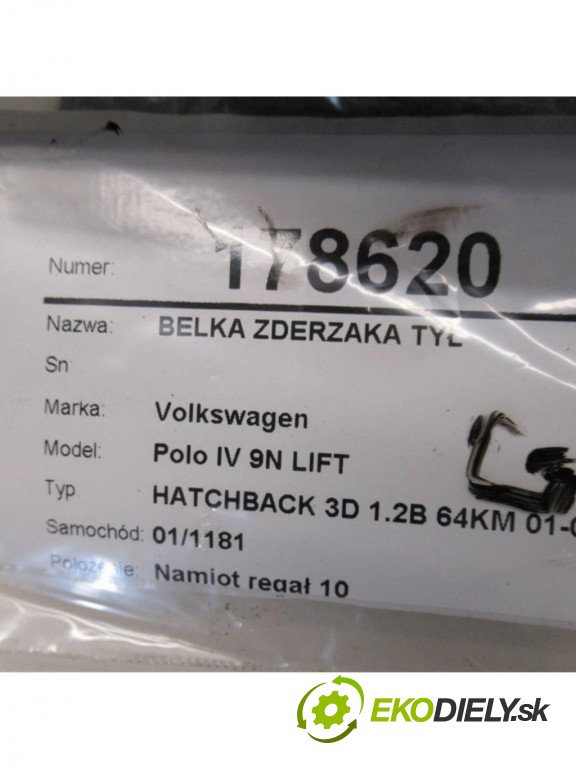 Numer: 178620
Nazwa: BELKA ZDERZAKA TYŁ
Sn
Marka: Volkswagen
Model: Polo IV 9N LIFT
Typ HATCHBACK 3D 1.2B 64KM 01-0
Samochód: 01/1181
Położenie: Namiot regał 10
EKODIELY.sk